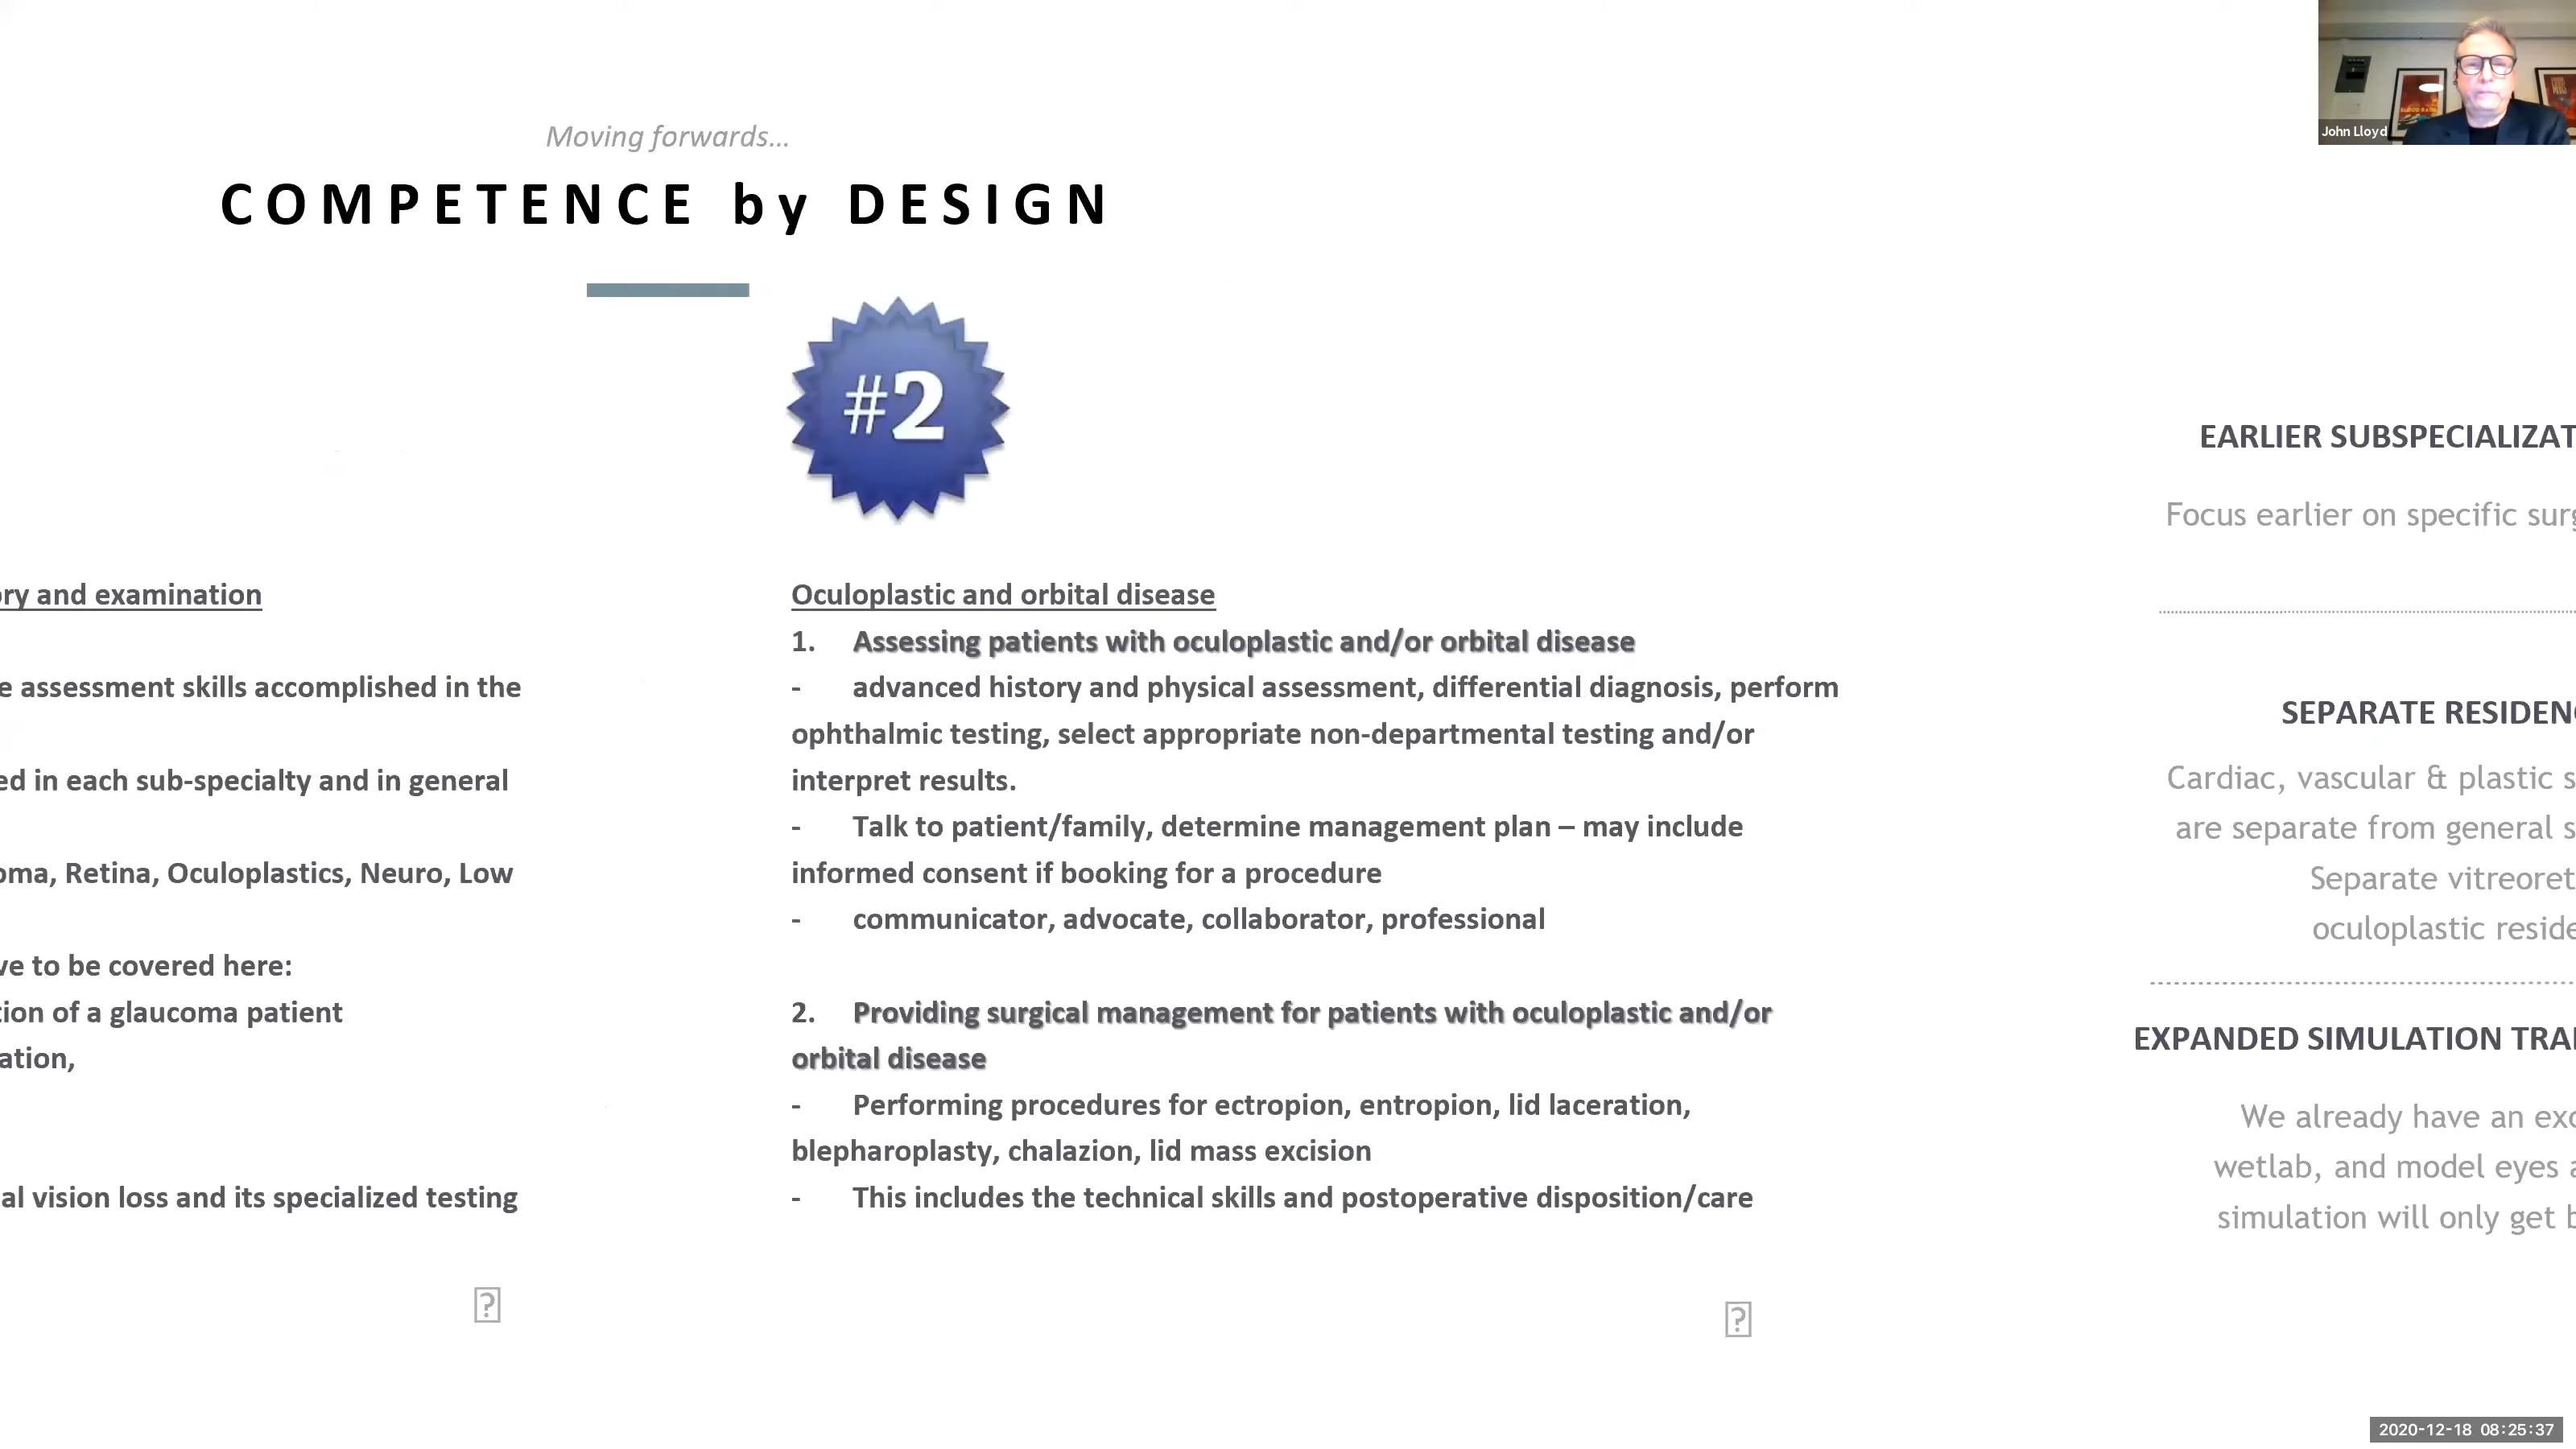 Moving forwards...
COMPETENCE by DESIGN
#2
ory and examination
e assessment skills accomplished in the
ed in each sub-specialty and in general
oma, Retina, Oculoplastics, Neuro, Low
ve to be covered here:
tion of a glaucoma patient
ation,
al vision loss and its specialized testing
Oculoplastic and orbital disease
1. Assessing patients with oculoplastic and/or orbital disease
- advanced history and physical assessment, differential diagnosis, perform
ophthalmic testing, select appropriate non-departmental testing and/or
interpret results.
- Talk to patient/family, determine management plan – may include
informed consent if booking for a procedure
- communicator, advocate, collaborator, professional
2. Providing surgical management for patients with oculoplastic and/or
orbital disease
- Performing procedures for ectropion, entropion, lid laceration,
blepharoplasty, chalazion, lid mass excision
- This includes the technical skills and postoperative disposition/care
EARLIER SUBSPECIALIZAT
Focus earlier on specific surg
SEPARATE RESIDENC
Cardiac, vascular & plastic s
are separate from general s
Separate vitreoret
oculoplastic reside
EXPANDED SIMULATION TRAI
We already have an exc
wetlab, and model eyes a
simulation will only get b
John Lloyd
2020-12-18 08:25:37